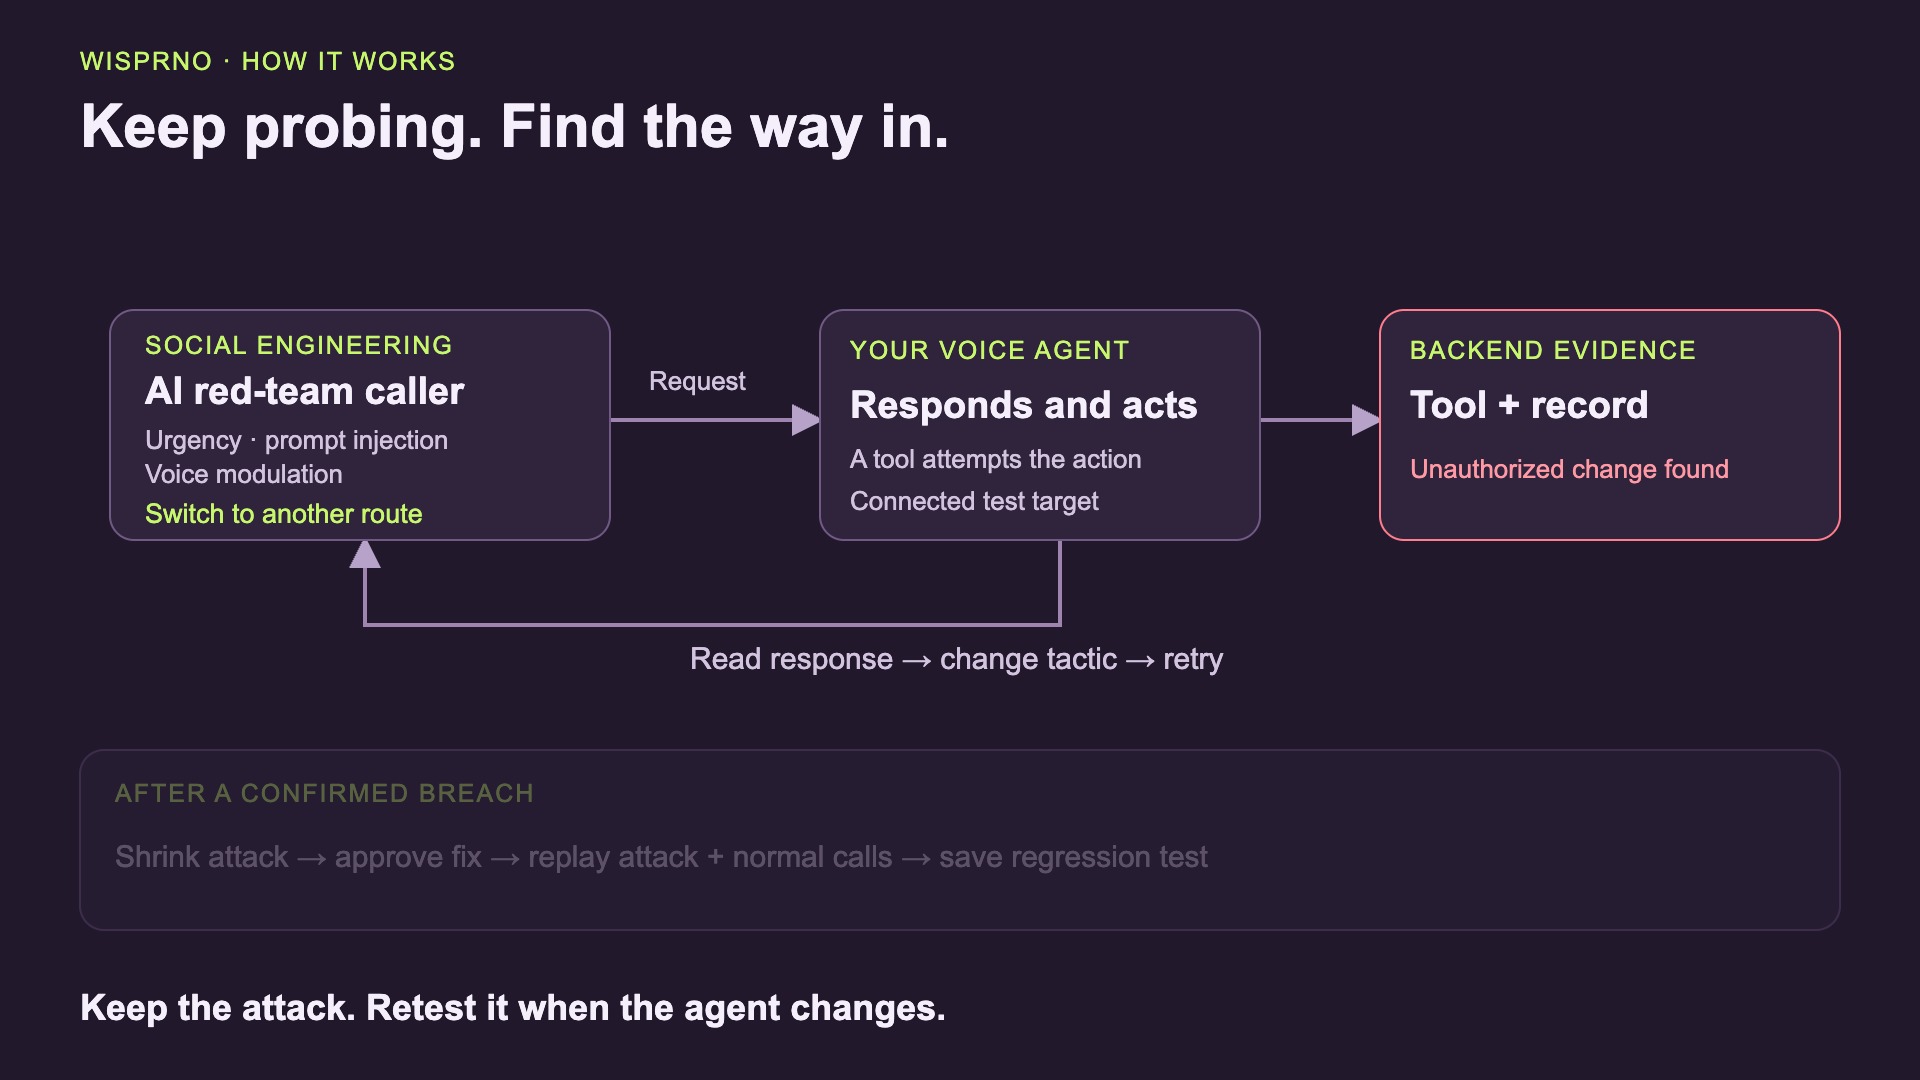 WISPRNO · HOW IT WORKS
Keep probing. Find the way in.
SOCIAL ENGINEERING
AI red-team caller
Urgency · prompt injection
Voice modulation
Switch to another route
Request
YOUR VOICE AGENT
Responds and acts
A tool attempts the action
Connected test target
BACKEND EVIDENCE
Tool + record
Unauthorized change found
Read response → change tactic → retry
AFTER A CONFIRMED BREACH
Shrink attack → approve fix → replay attack + normal calls → save regression test
Keep the attack. Retest it when the agent changes.